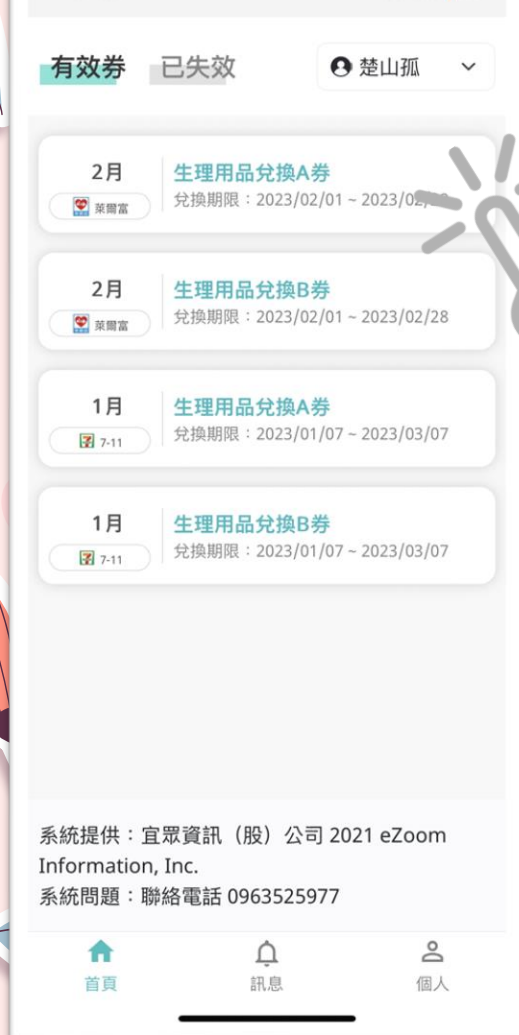 有效券 已失效 楚山孤
2月
萊爾富
生理用品兌換A券
兌換期限：2023/02/01 ~ 2023/02/
2月
萊爾富
生理用品兌換B券
兌換期限：2023/02/01 ~ 2023/02/28
1月
7-11
生理用品兌換A券
兌換期限：2023/01/07 ~ 2023/03/07
1月
7-11
生理用品兌換B券
兌換期限：2023/01/07 ~ 2023/03/07
系統提供：宜眾資訊（股）公司 2021 eZoom
Information, Inc.
系統問題：聯絡電話 0963525977
首頁 訊息 個人